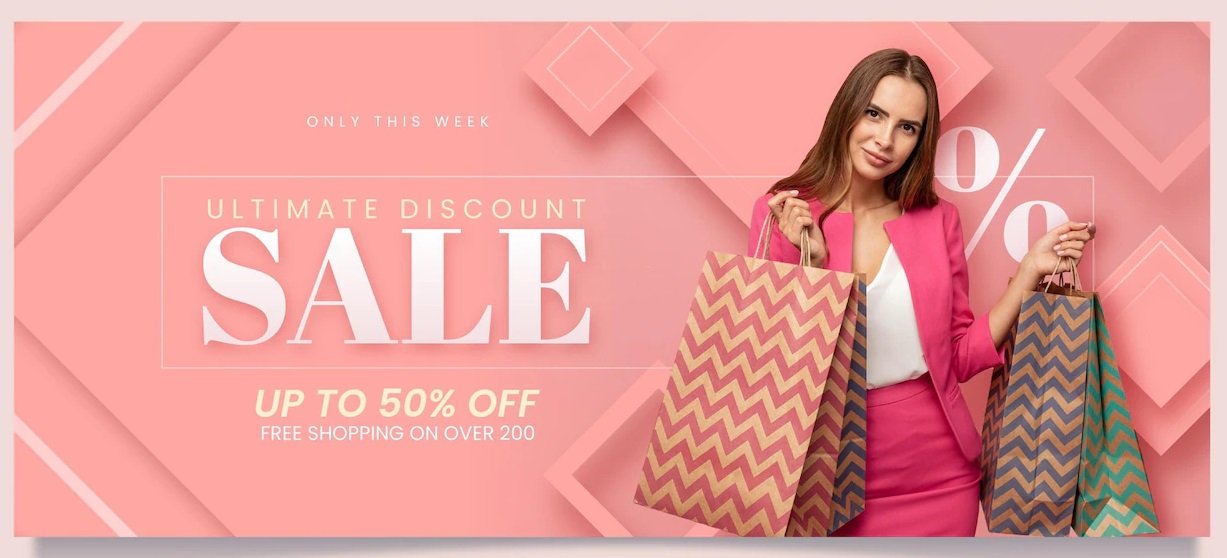 ONLY THIS WEEK
ULTIMATE DISCOUNT
SALE
%
UP TO 50% OFF
FREE SHOPPING ON OVER 200